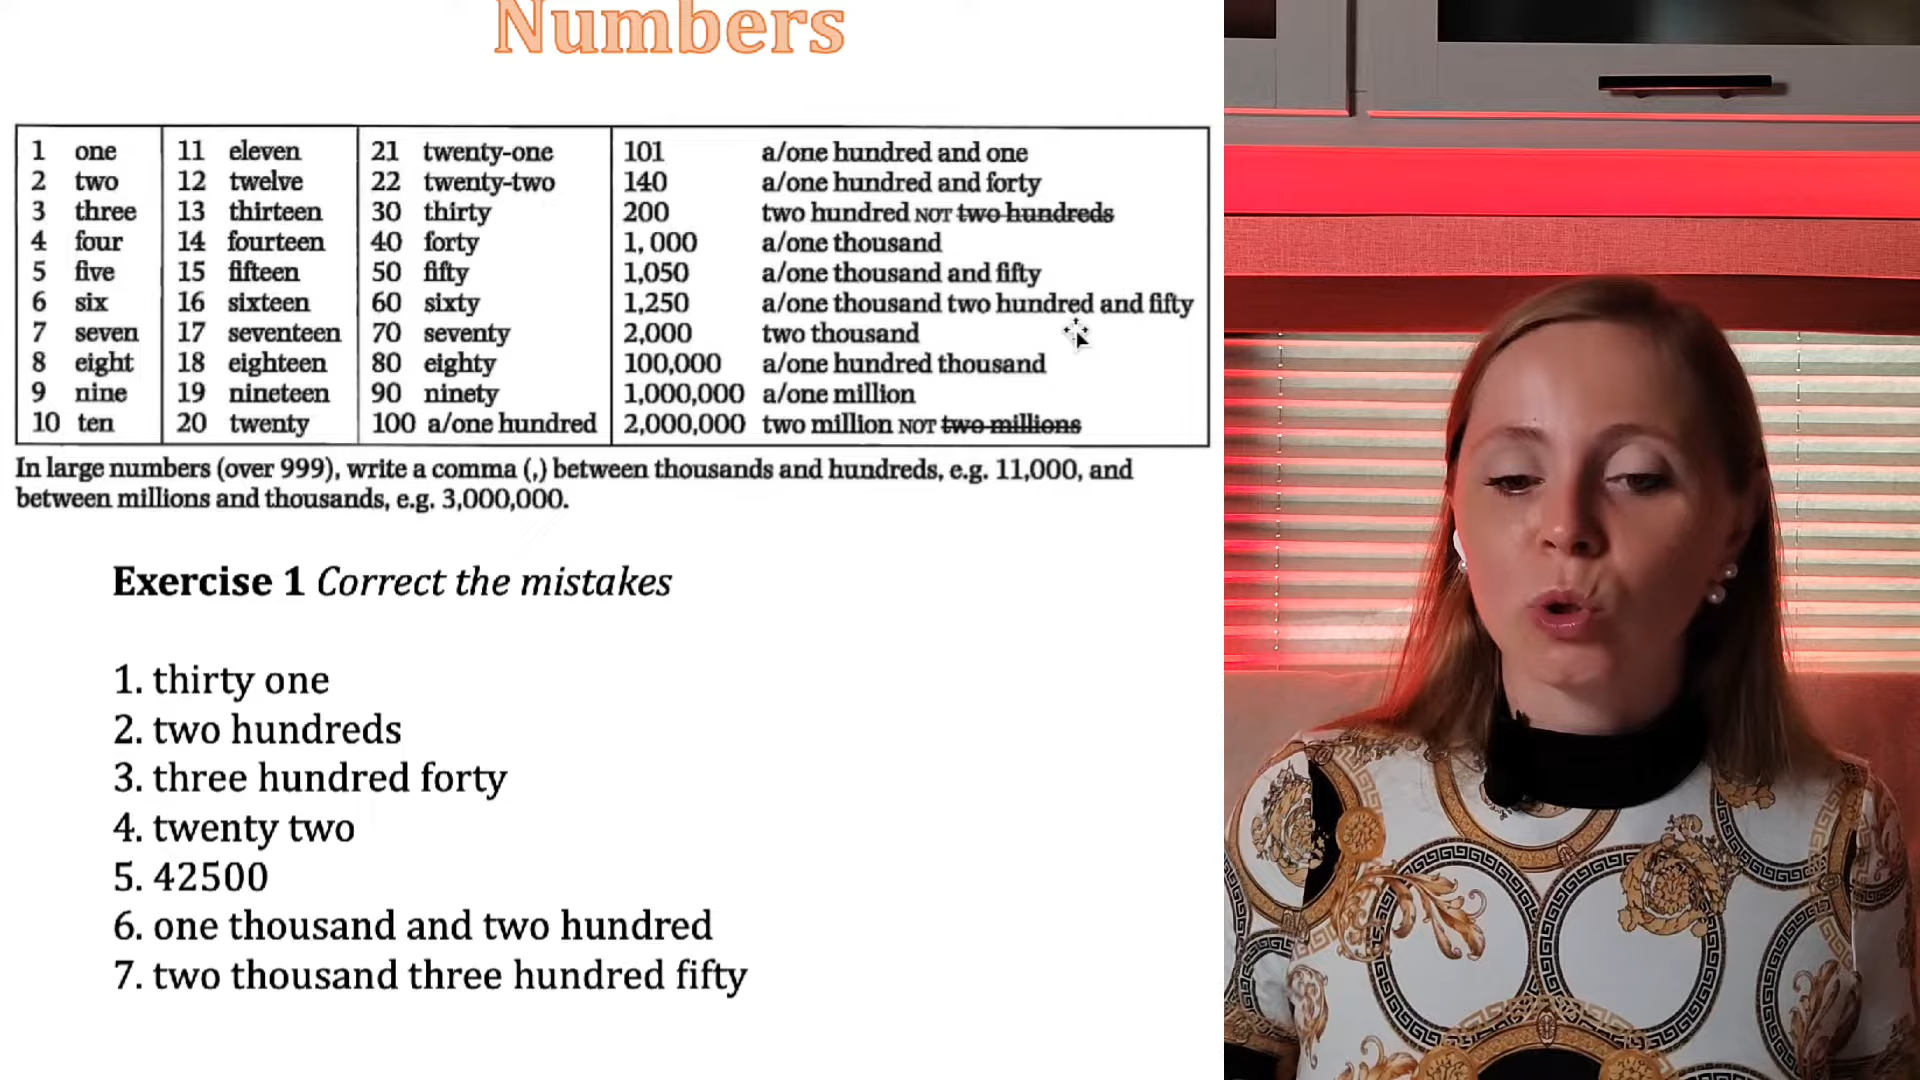 Numbers
1 one 11 eleven 21 twenty-one 101 a/one hundred and one
2 two 12 twelve 22 twenty-two 140 a/one hundred and forty
3 three 13 thirteen 30 thirty 200 two hundred NOT two hundreds
4 four 14 fourteen 40 forty 1, 000 a/one thousand
5 five 15 fifteen 50 fifty 1,050 a/one thousand and fifty
6 six 16 sixteen 60 sixty 1,250 a/one thousand two hundred and fifty
7 seven 17 seventeen 70 seventy 2,000 two thousand
8 eight 18 eighteen 80 eighty 100,000 a/one hundred thousand
9 nine 19 nineteen 90 ninety 1,000,000 a/one million
10 ten 20 twenty 100 a/one hundred 2,000,000 two million NOT two millions
In large numbers (over 999), write a comma (,) between thousands and hundreds, e.g. 11,000, and
between millions and thousands, e.g. 3,000,000.
Exercise 1 Correct the mistakes
1. thirty one
2. two hundreds
3. three hundred forty
4. twenty two
5. 42500
6. one thousand and two hundred
7. two thousand three hundred fifty